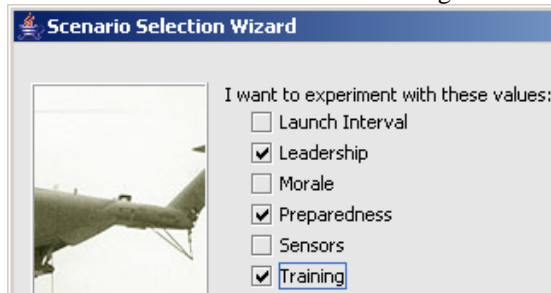 Scenario Selection Wizard
I want to experiment with these values:
Launch Interval
Leadership
Morale
Preparedness
Sensors
Training